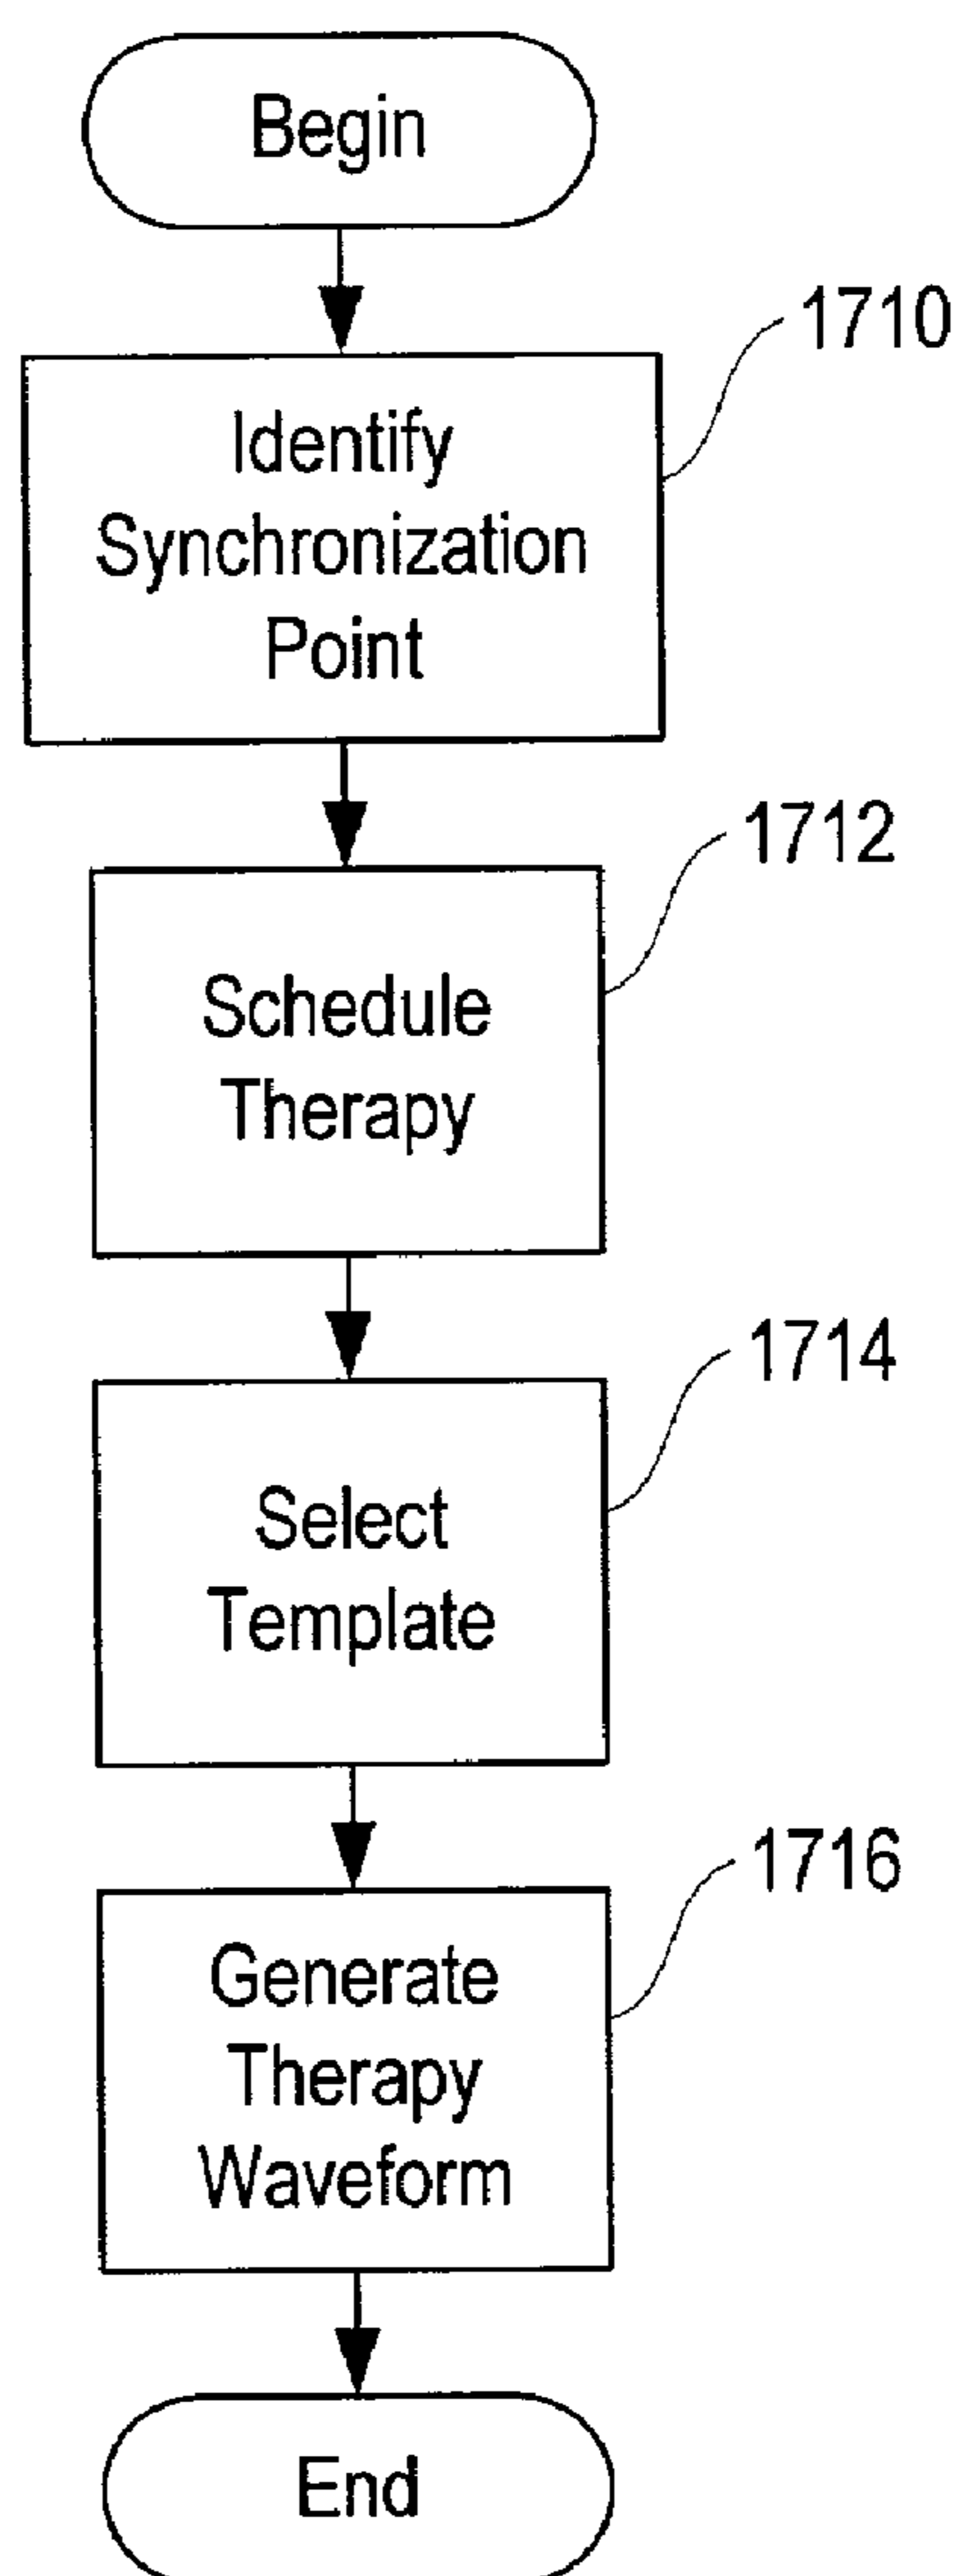 Begin
1710
Identify
Synchronization
Point
1712
Schedule
Therapy
1714
Select
Template
1716
Generate
Therapy
Waveform
End